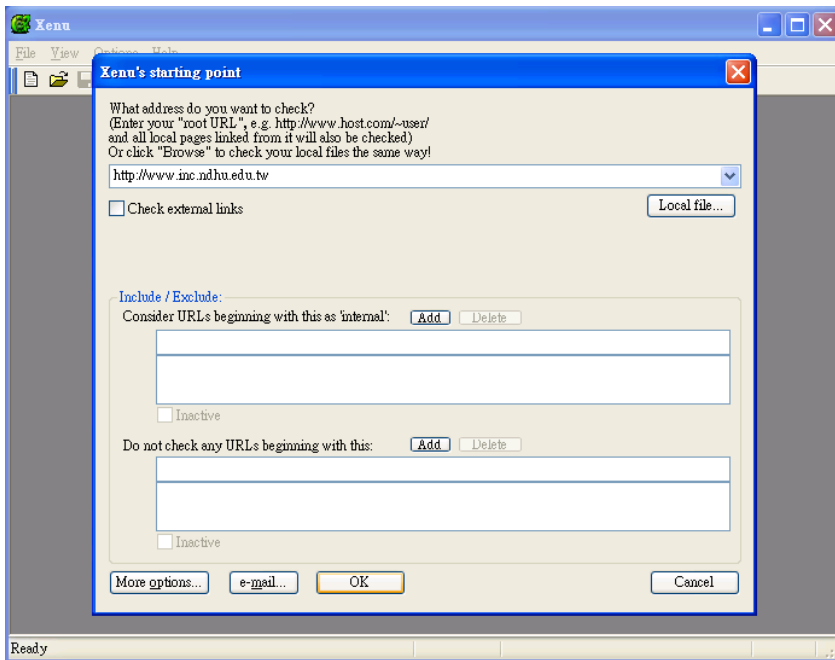 Xenu
File View Options Help
Xenu's starting point
What address do you want to check?
(Enter your "root URL", e.g. http://www.host.com/~user/
and all local pages linked from it will also be checked)
Or click "Browse" to check your local files the same way!
http://www.inc.ndhu.edu.tw
Check external links Local file...
Include / Exclude:
Consider URLs beginning with this as 'internal': Add Delete
Inactive
Do not check any URLs beginning with this: Add Delete
Inactive
More options... e-mail... OK Cancel
Ready